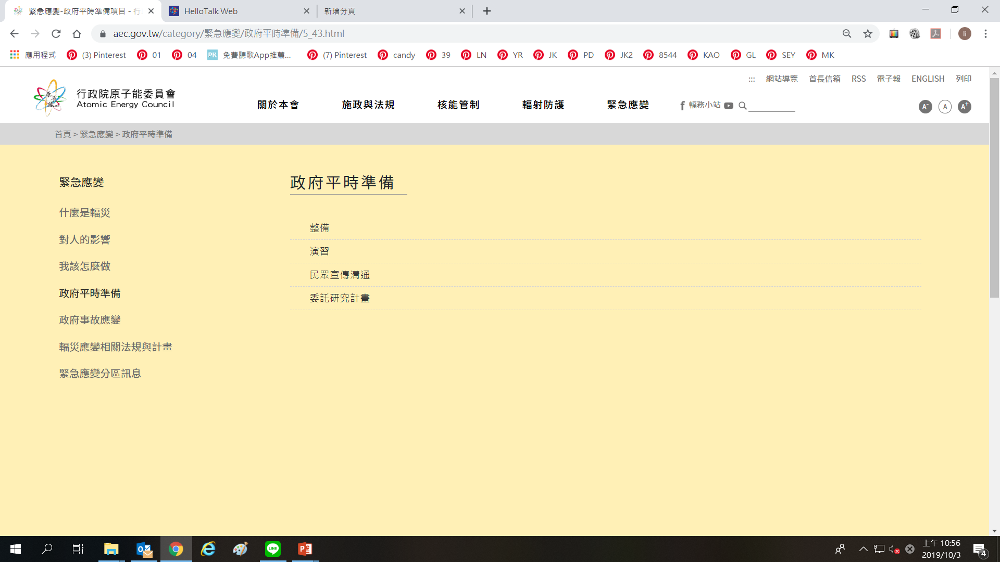 緊急應變-政府平時準備項目 - 行
HelloTalk Web
新增分頁
aec.gov.tw/category/緊急應變/政府平時準備/5_43.html
li
應用程式
(3) Pinterest
01
04
PK
免費聽歌App推薦...
(7) Pinterest
candy
39
LN
YR
JK
PD
JK2
8544
KAO
GL
SEY
MK
:::
網站導覽
首長信箱
RSS
電子報
ENGLISH
列印
原子能
行政院原子能委員會
Atomic Energy Council
關於本會
施政與法規
核能管制
輻射防護
緊急應變
輻務小站
A-
A
A+
首頁 > 緊急應變 > 政府平時準備
緊急應變
什麼是輻災
對人的影響
我該怎麼做
政府平時準備
政府事故應變
輻災應變相關法規與計畫
緊急應變分區訊息
政府平時準備
整備
演習
民眾宣傳溝通
委託研究計畫
LINE
上午 10:56
2019/10/3
4